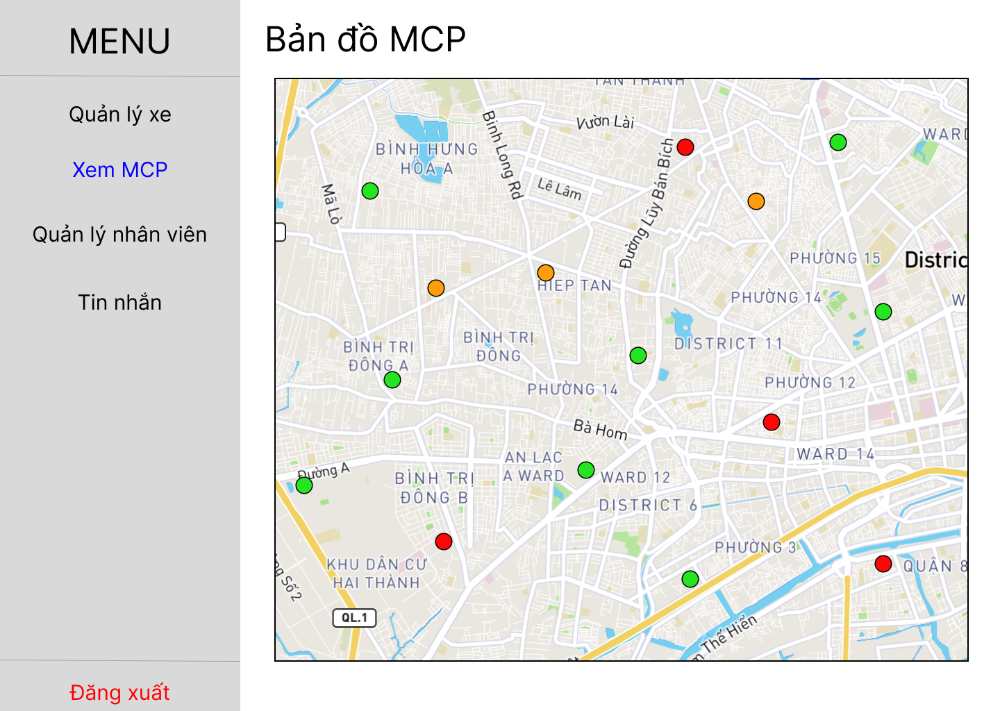 MENU
Quản lý xe
Xem MCP
Quản lý nhân viên
Tin nhắn
Đăng xuất
Bản đồ MCP
TÂN THÀNH
Vườn Lài
WARD
BÌNH HƯNG
HÒA A
Bình Long Rd
Lê Lâm
Mã Lò
Đường Lũy Bán Bích
PHƯỜNG 15
Distric
HIEP TAN
PHƯỜNG 14
W
BÌNH TRỊ
ĐÔNG A
BÌNH TRỊ
ĐÔNG
DISTRICT 11
PHƯỜNG 14
PHƯỜNG 12
Bà Hom
WARD 14
AN LAC
A WARD
Đường A
BÌNH TRỊ
ĐÔNG B
WARD 12
DISTRICT 6
PHƯỜNG 3
KHU DÂN CƯ
HAI THÀNH
QUẬN 8
ng Số 2
QL.1
m Thế Hiển